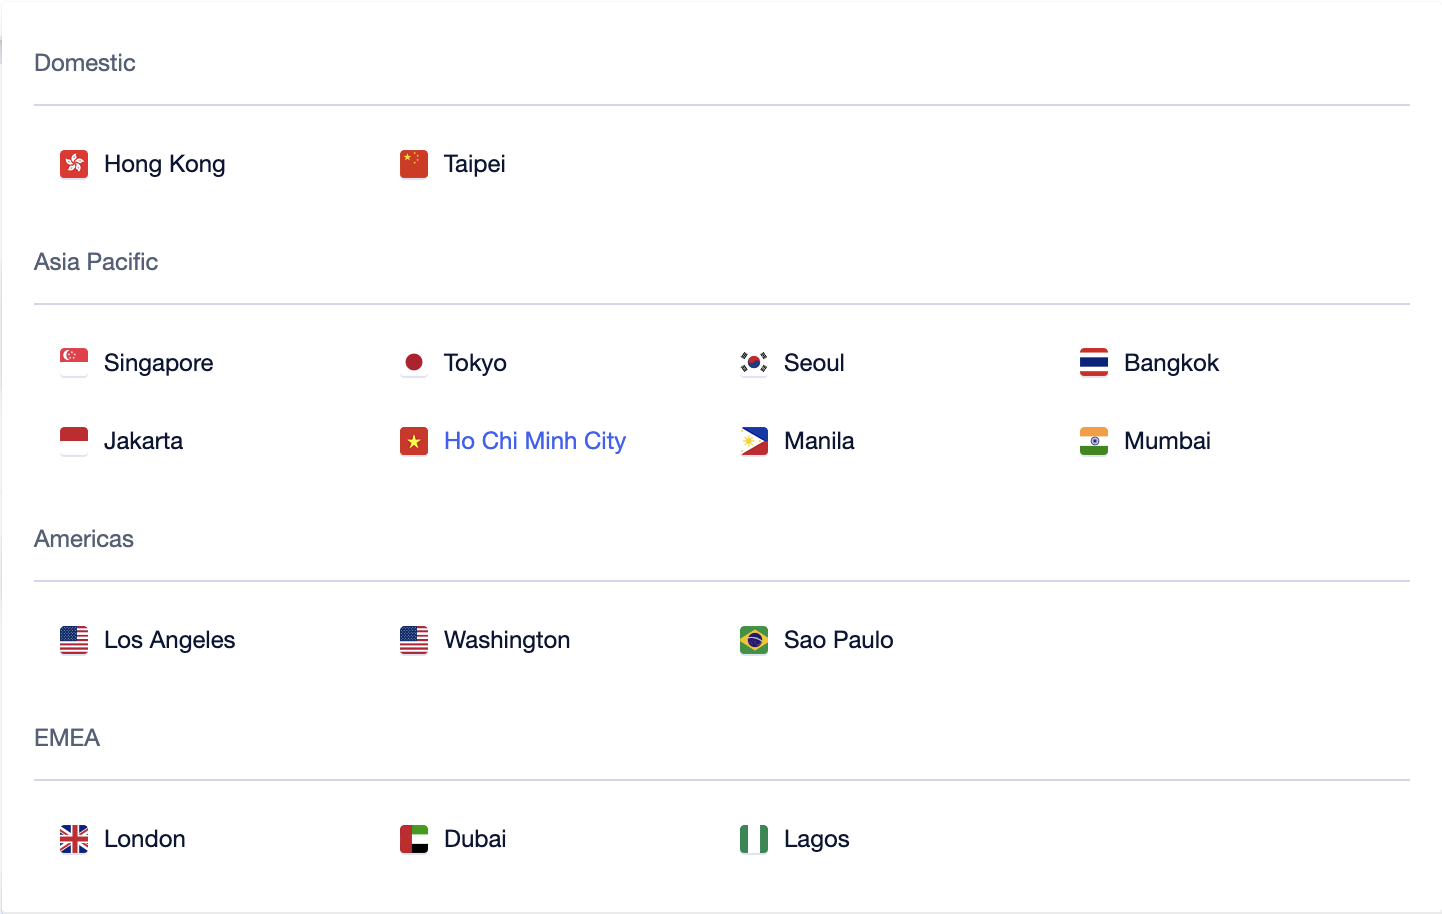 Domestic
Hong Kong Taipei
Asia Pacific
Singapore Tokyo Seoul Bangkok
Jakarta Ho Chi Minh City Manila Mumbai
Americas
Los Angeles Washington Sao Paulo
EMEA
London Dubai Lagos